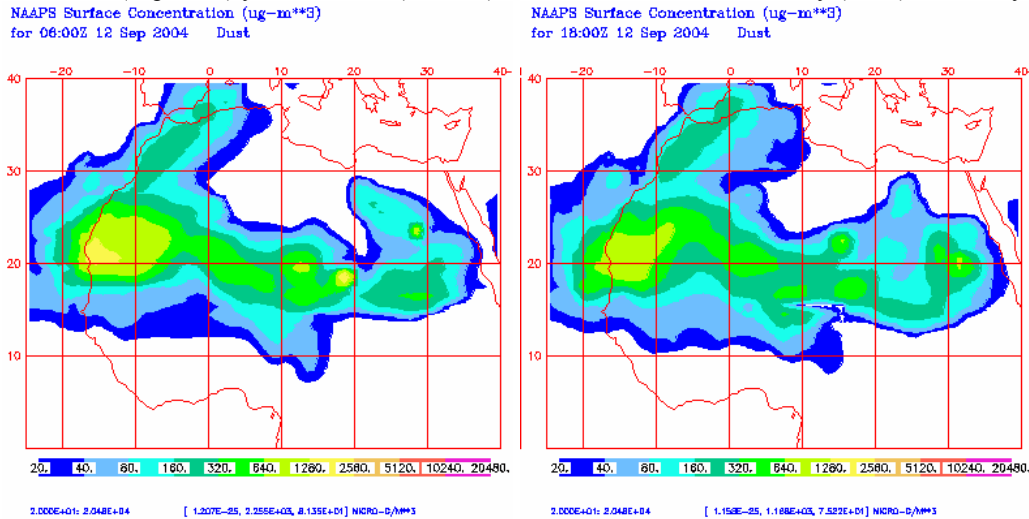 NAAPS Surface Concentration (ug-m**3)
for 06:00Z 12 Sep 2004 Dust
-20 -10 0 10 20 30 40
40
30
20
10
20. 40. 80. 160. 320. 640. 1280. 2560. 5120. 10240. 20480.
2.000E+01: 2.048E+04 [ 1.207E-25, 2.255E+03, 8.135E+01] MICRO-G/M**3
NAAPS Surface Concentration (ug-m**3)
for 18:00Z 12 Sep 2004 Dust
-20 -10 0 10 20 30 40
40
30
20
10
20. 40. 80. 160. 320. 640. 1280. 2560. 5120. 10240. 20480.
2.000E+01: 2.048E+04 [ 1.158E-25, 1.168E+03, 7.522E+01] MICRO-G/M**3